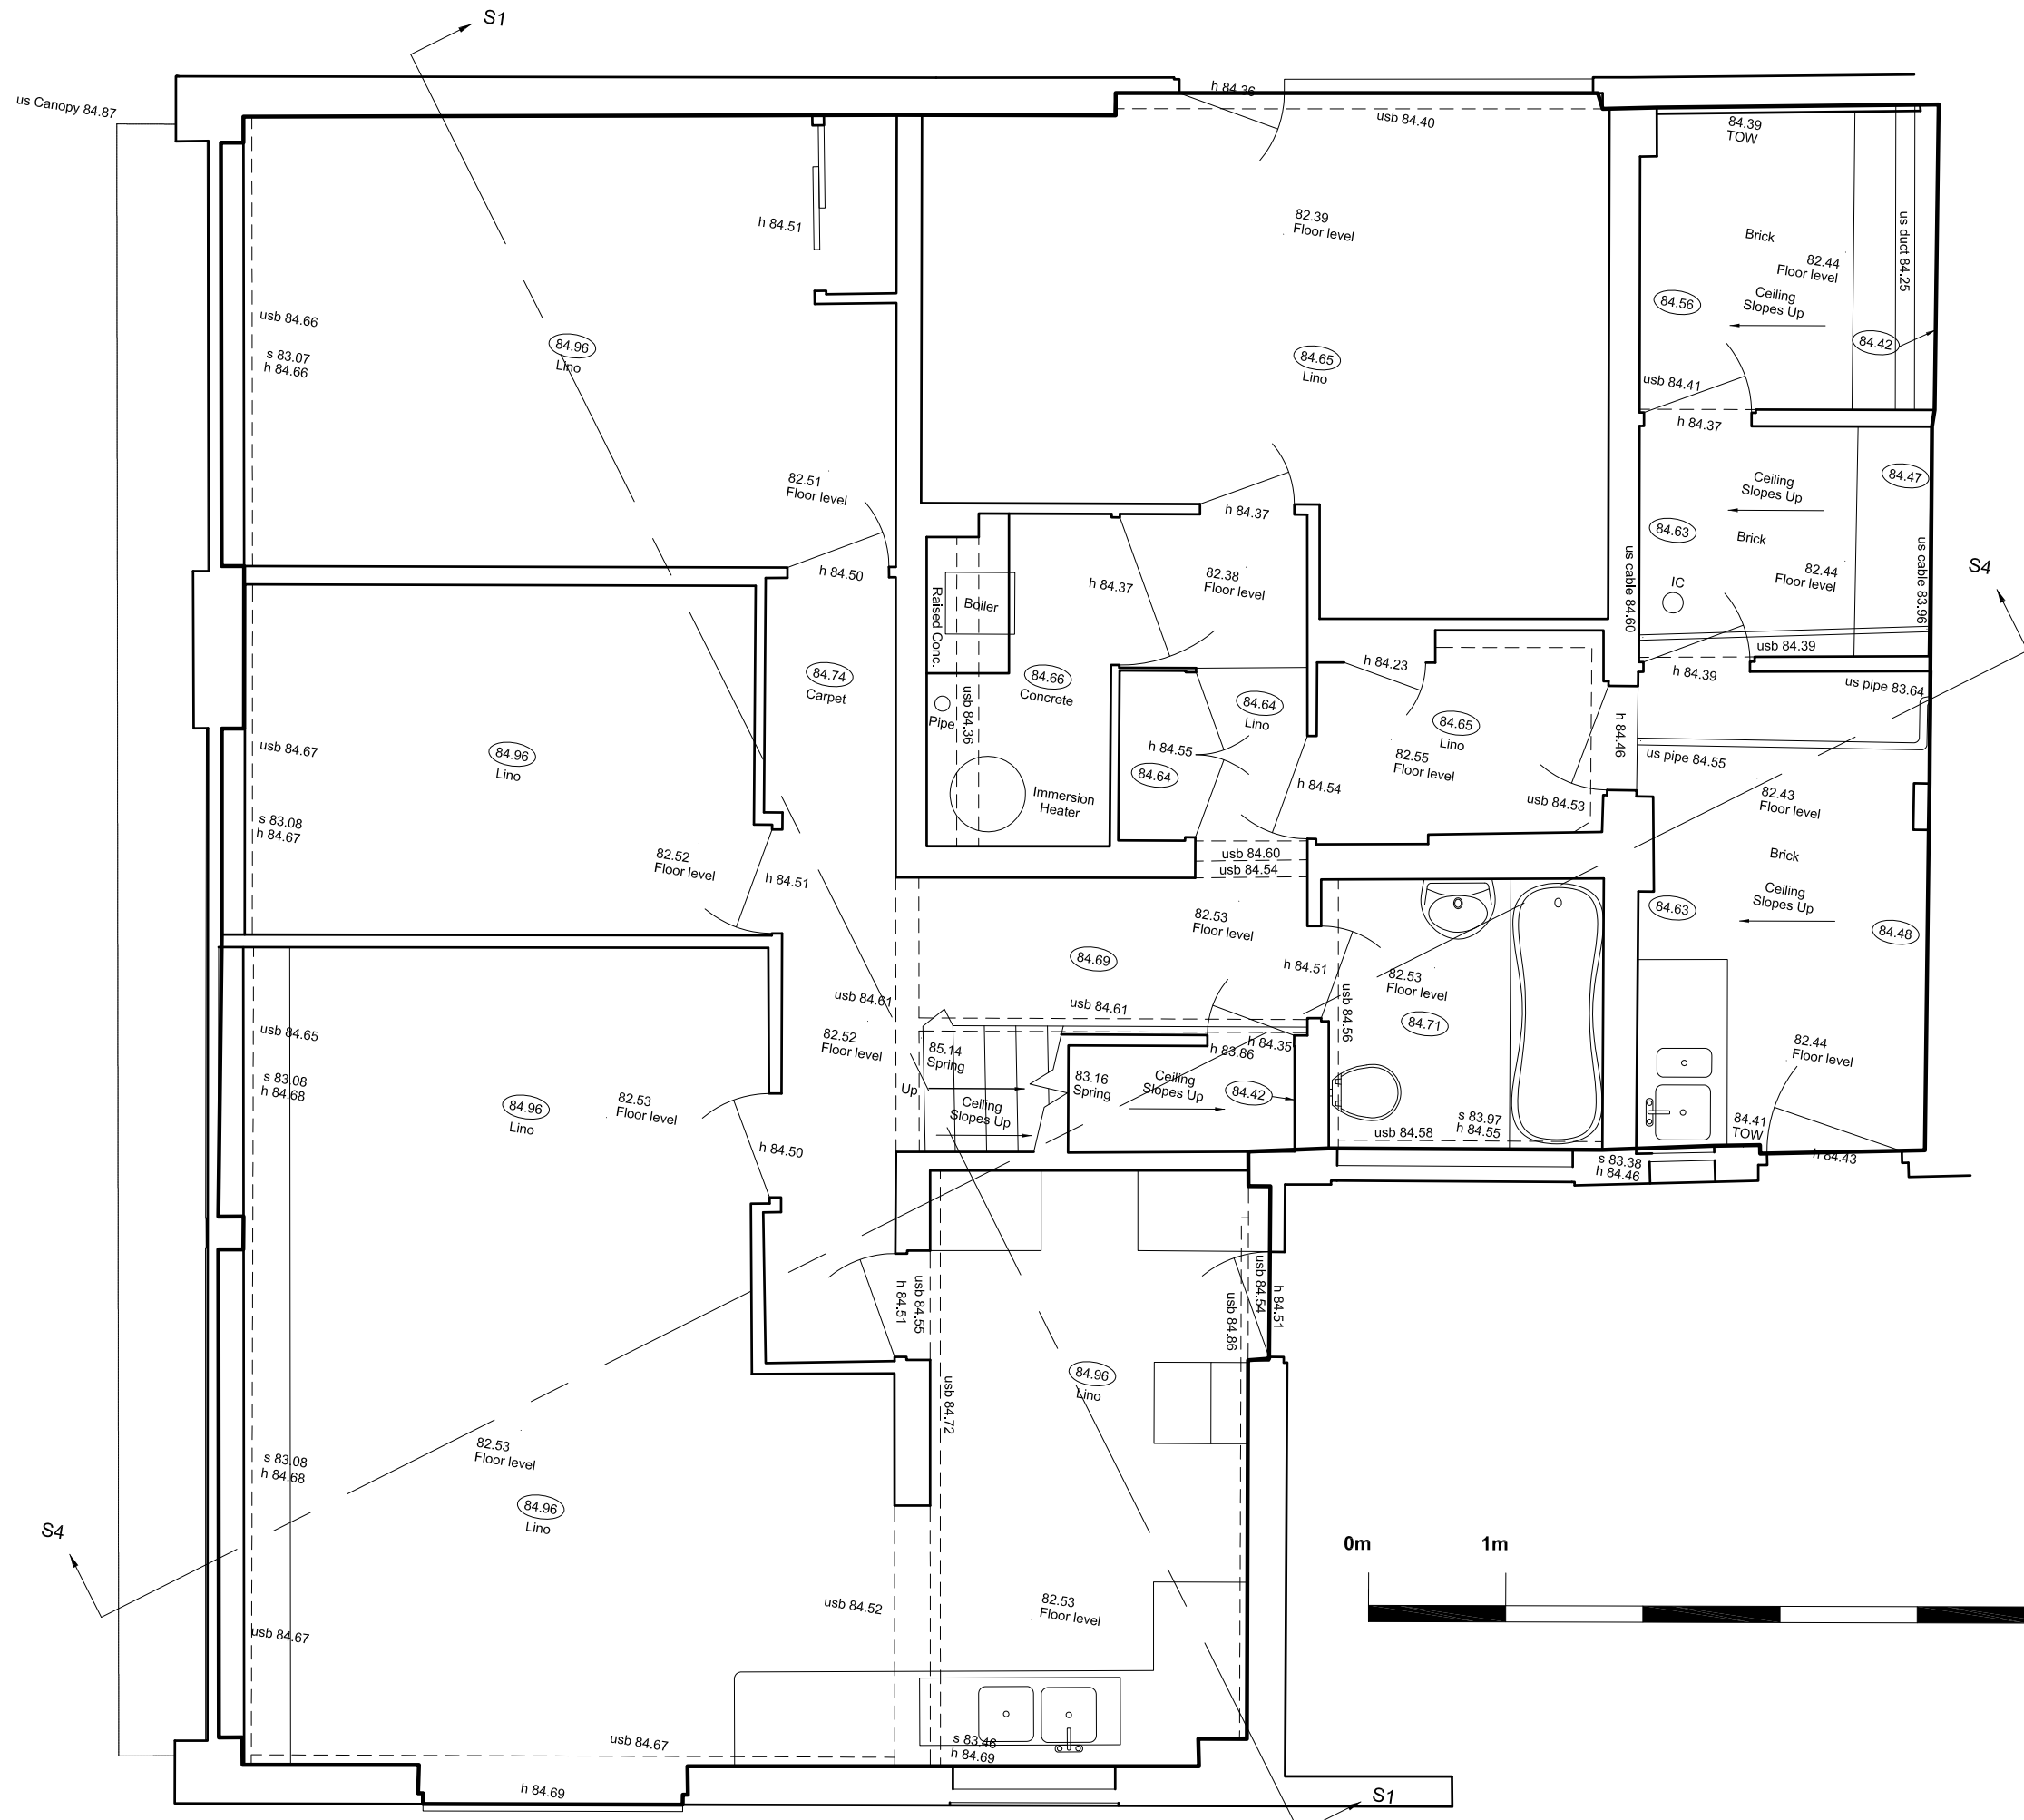 S1
us Canopy 84.87
h 84.36
usb 84.40
84.39
TOW
82.39
Floor level
h 84.51
Brick
82.44
Floor level
us duct 84.25
Ceiling
Slopes Up
84.56
84.42
usb 84.66
s 83.07
h 84.66
84.96
Lino
84.65
Lino
usb 84.41
h 84.37
82.51
Floor level
h 84.37
Ceiling
Slopes Up
84.47
84.63
Brick
82.44
Floor level
us cable 84.60
us cable 83.96
IC
S4
h 84.50
Raised Conc.
Boiler
h 84.37
82.38
Floor level
usb 84.39
h 84.39
us pipe 83.64
84.74
Carpet
84.66
Concrete
Pipe
usb 84.36
84.64
Lino
h 84.23
84.65
Lino
h 84.46
us pipe 84.55
usb 84.67
84.96
Lino
h 84.55
84.64
82.55
Floor level
h 84.54
Immersion
Heater
usb 84.53
82.43
Floor level
s 83.08
h 84.67
82.52
Floor level
h 84.51
usb 84.60
usb 84.54
Brick
Ceiling
Slopes Up
84.63
84.48
82.53
Floor level
84.69
h 84.51
82.53
Floor level
usb 84.61
usb 84.61
usb 84.56
84.71
usb 84.65
82.52
Floor level
85.14
Spring
h 83.86
h 84.35
82.44
Floor level
s 83.08
h 84.68
84.96
Lino
82.53
Floor level
Up
Ceiling
Slopes Up
83.16
Spring
Ceiling
Slopes Up
84.42
s 83.97
h 84.55
usb 84.58
84.41
TOW
h 84.50
s 83.38
h 84.46
h 84.43
h 84.51
usb 84.55
usb 84.54
h 84.51
usb 84.86
84.96
Lino
usb 84.72
s 83.08
h 84.68
82.53
Floor level
84.96
Lino
S4
0m
1m
usb 84.52
82.53
Floor level
usb 84.67
usb 84.67
s 83.46
h 84.69
h 84.69
S1